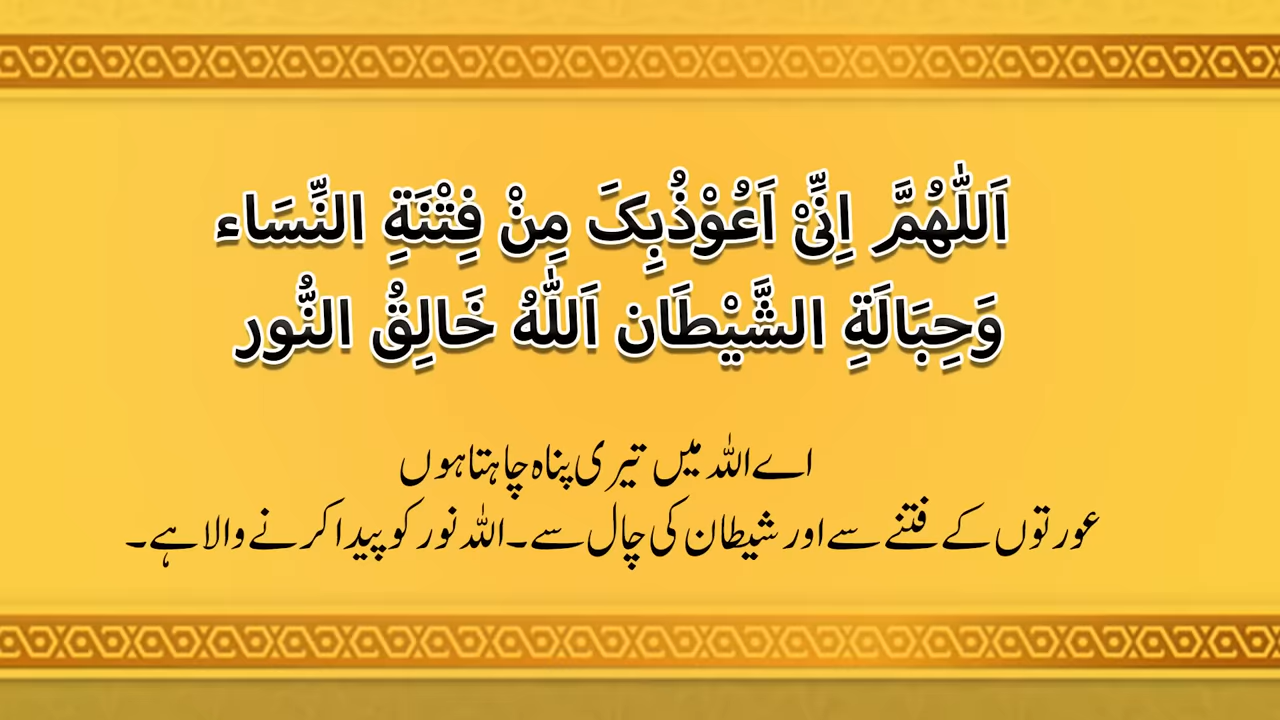 اَللّٰهُمَّ اِنِّیْ اَعُوْذُبِکَ مِنْ فِتْنَةِ النِّسَاء
وَحِبَالَةِ الشَّيْطَان اَللّٰهُ خَالِقُ النُّور
اے اللہ میں تیری پناہ چاہتا ہوں
عورتوں کے فتنے سے اور شیطان کی چال سے۔ اللہ نور کو پیدا کرنے والا ہے۔